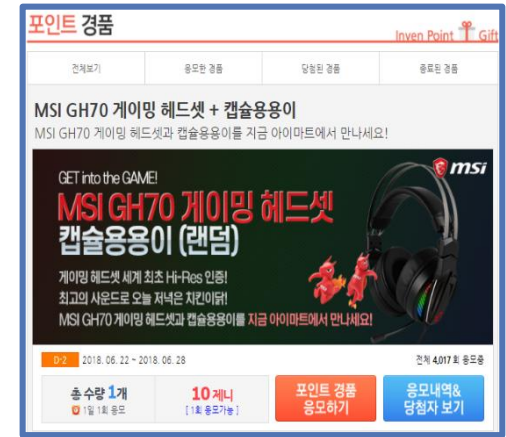 포인트 경품
Inven Point Gift
전체보기 응모한 경품 당첨된 경품 종료된 경품
MSI GH70 게이밍 헤드셋 + 캡슐용용이
MSI GH70 게이밍 헤드셋과 캡슐용용이를 지금 아이마트에서 만나세요!
msi
GET into the GAME!
MSI GH70 게이밍 헤드셋
캡슐용용이 (랜덤)
게이밍 헤드셋 세계 최초 Hi-Res 인증!
최고의 사운드로 오늘 저녁은 치킨이닭!
MSI GH70 게이밍 헤드셋과 캡슐용용이를 지금 아이마트에서 만나세요!
D-2 2018. 06. 22 ~ 2018. 06. 28 전체 4,017 회 응모중
총 수량 1개 10 제니 포인트 경품 응모내역&
1일 1회 응모 [ 1회 응모가능 ] 응모하기 당첨자 보기